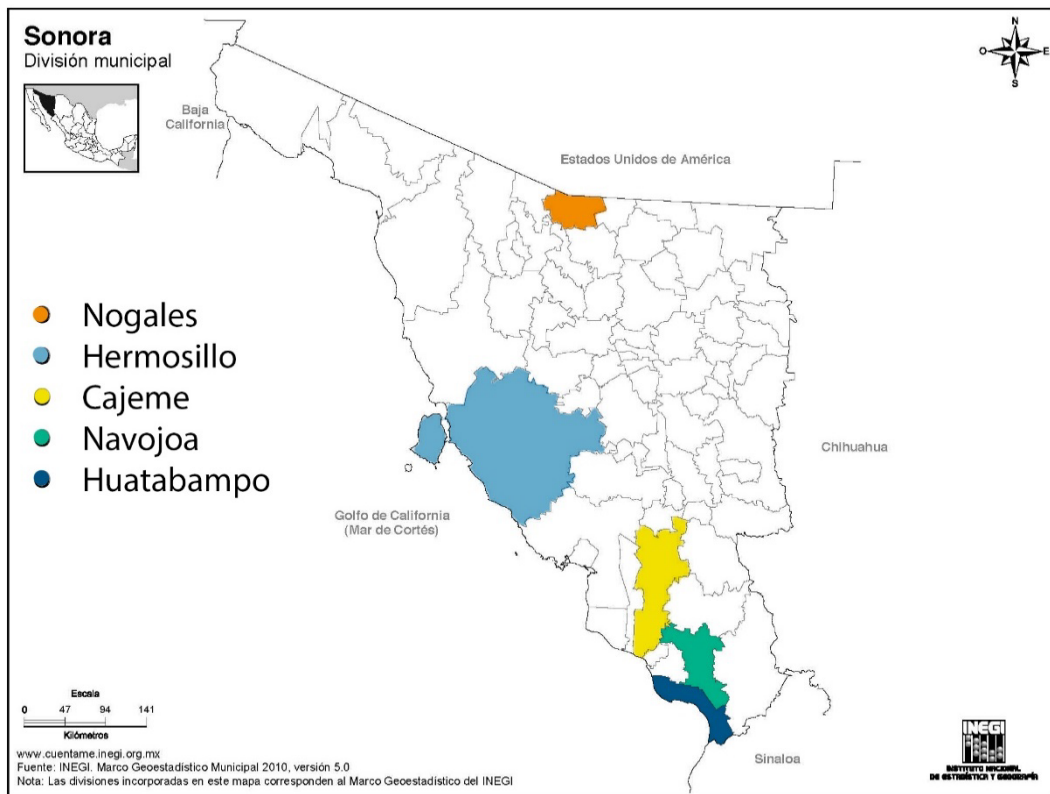 Sonora
División municipal
N
O
E
S
Baja
California
Estados Unidos de América
Nogales
Hermosillo
Cajeme
Navojoa
Huatabampo
Chihuahua
Golfo de California
(Mar de Cortés)
Sinaloa
Escala
0 47 94 141
Kilómetros
www.cuentame.inegi.org.mx
Fuente: INEGI. Marco Geoestadístico Municipal 2010, versión 5.0
Nota: Las divisiones incorporadas en este mapa corresponden al Marco Geoestadístico del INEGI
INEGI
INSTITUTO NACIONAL
DE ESTADÍSTICA Y GEOGRAFÍA